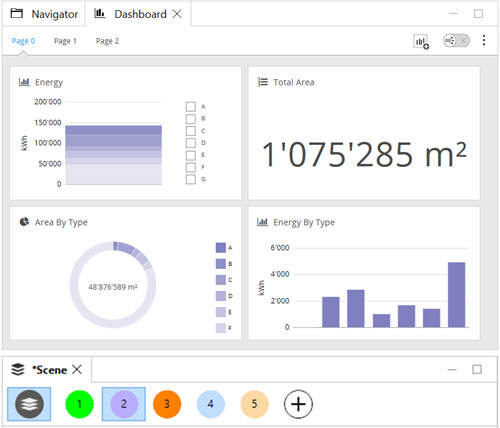 Navigator
Dashboard
Page 0 Page 1 Page 2
Energy
kWh
200'000
150'000
100'000
50'000
0
A
B
C
D
E
F
G
Total Area
1'075'285 m²
Area By Type
48'876'589 m²
A
B
C
D
E
F
Energy By Type
kWh
6'000
4'000
2'000
0
*Scene
1 2 3 4 5